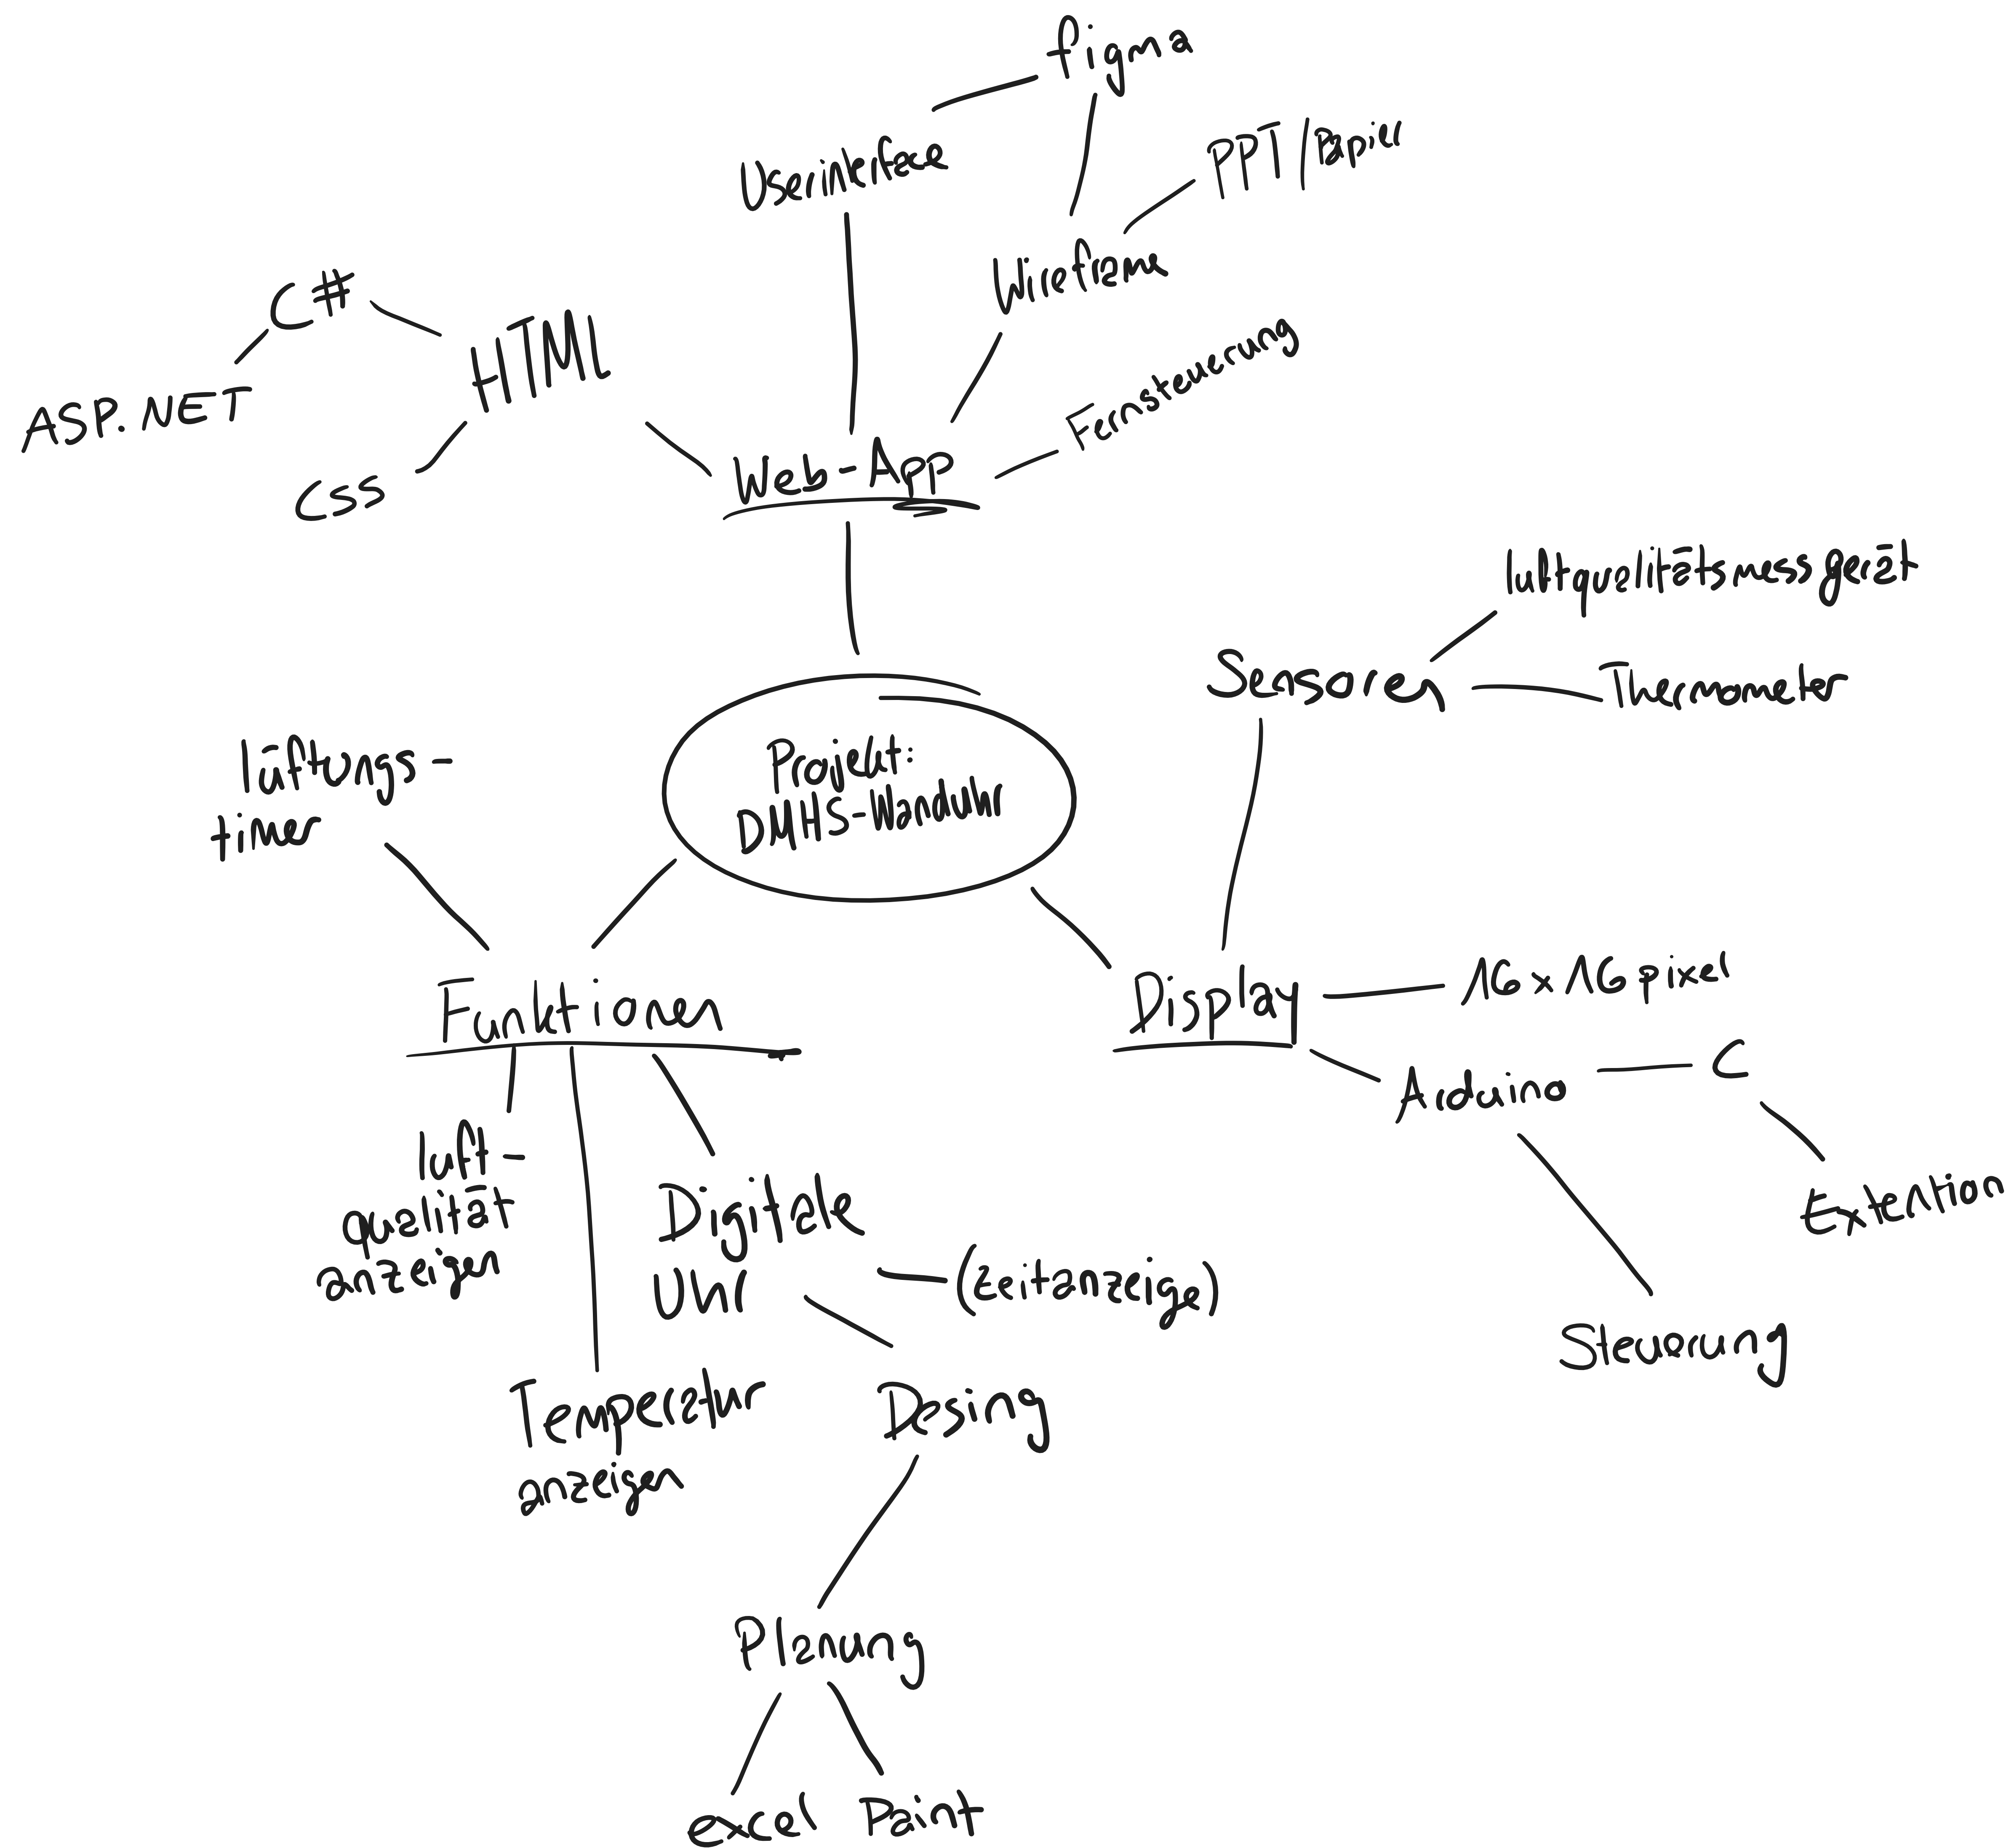 figma
PPT/Papier
Userinterface
Wireframe
C#
HTML
Fernsteuerung
ASP.NET
CSS
Web-App
luftqualitätsmessgerät
Sensoren
Thermometer
Projekt:
DMHS-Wanduhr
lüftungs-
timer
Funktionen
Display
16x16 pixel
Arduino
C
luft-
qualität
anzeigen
Digitale
Uhr
(Zeitanzeige)
Extention
Steuerung
Temperatur
anzeigen
Desing
Planung
excel
Paint